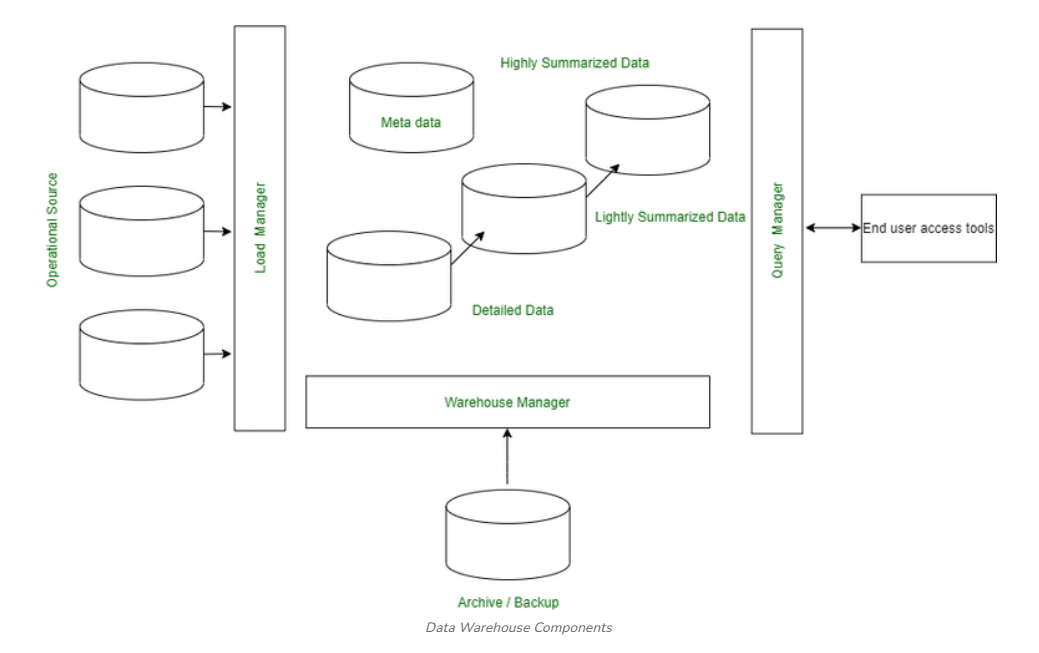 Operational Source
Load Manager
Meta data
Highly Summarized Data
Lightly Summarized Data
Detailed Data
Query Manager
End user access tools
Warehouse Manager
Archive / Backup
Data Warehouse Components